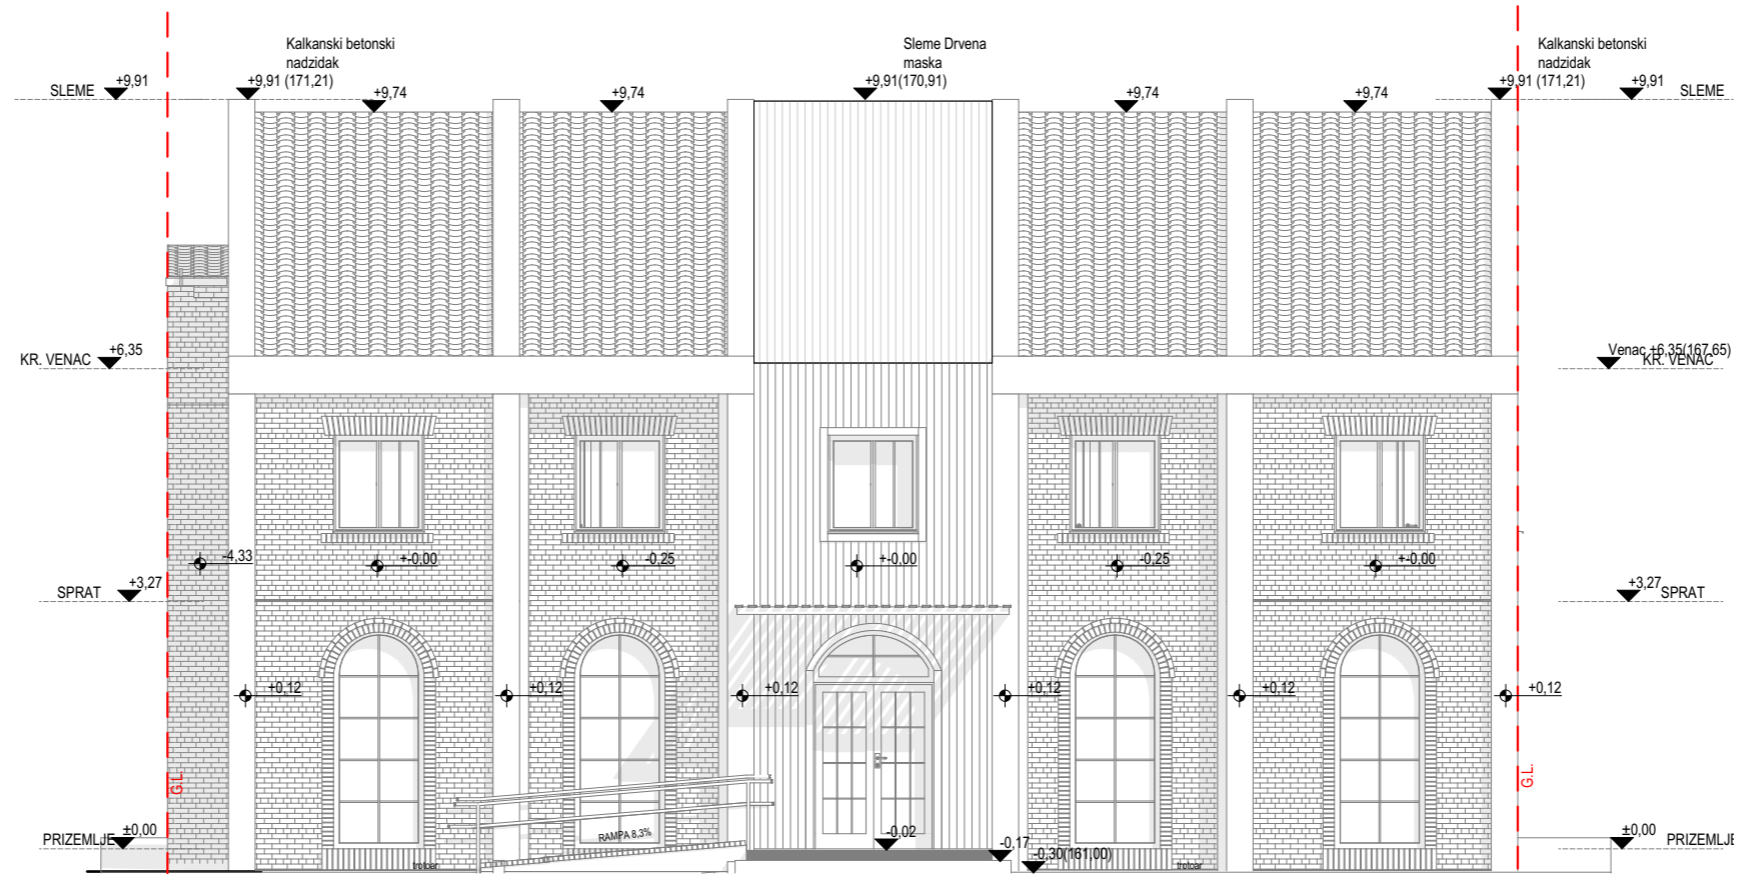 Kalkanski betonski
nadzidak
+9,91 (171,21)
Sleme Drvena
maska
+9,91(170,91)
Kalkanski betonski
nadzidak
+9,91 (171,21)
SLEME
+9,91
+9,74
+9,74
+9,74
+9,74
+9,91
SLEME
KR. VENAC
+6,35
Venac +6,35(167,65)
KR. VENAC
-4,33
+-0,00
-0,25
+-0,00
-0,25
+-0,00
SPRAT
+3,27
+3,27
SPRAT
+0,12
+0,12
+0,12
+0,12
+0,12
+0,12
G.L.
G.L.
PRIZEMLJE
±0,00
RAMPA 8,3%
-0,02
-0,17
-0,30(161,00)
±0,00
PRIZEMLJE
trotoar
trotoar